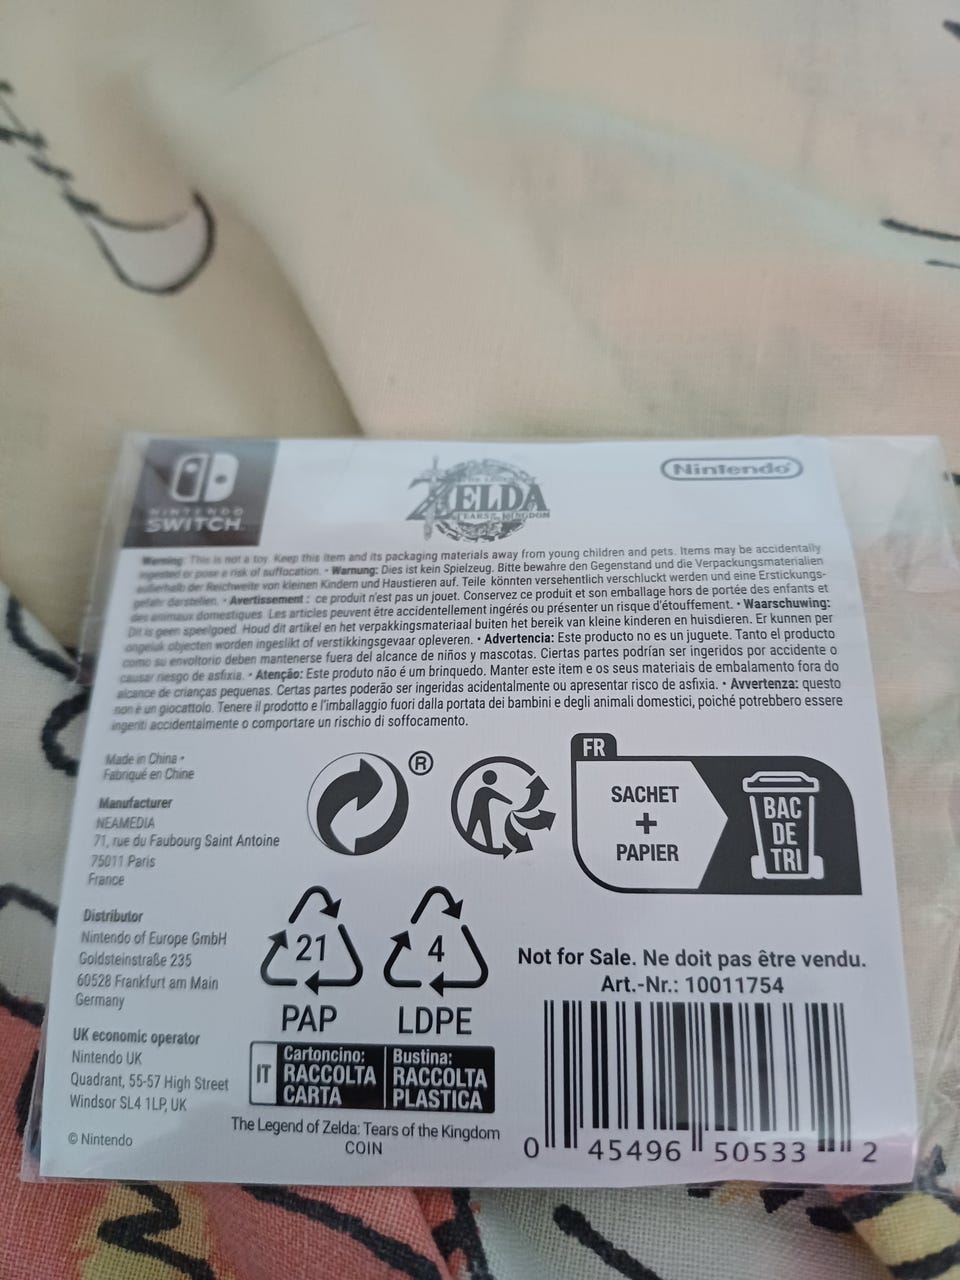 NINTENDO
SWITCH
THE LEGEND OF
ZELDA
TEARS OF THE KINGDOM
Nintendo
Warning: This is not a toy. Keep this item and its packaging materials away from young children and pets. Items may be accidentally
ingested or pose a risk of suffocation. • Warnung: Dies ist kein Spielzeug. Bitte bewahre den Gegenstand und die Verpackungsmaterialien
außerhalb der Reichweite von kleinen Kindern und Haustieren auf. Teile könnten versehentlich verschluckt werden und eine Erstickungs-
gefahr darstellen. • Avertissement : ce produit n'est pas un jouet. Conservez ce produit et son emballage hors de portée des enfants et
des animaux domestiques. Les articles peuvent être accidentellement ingérés ou présenter un risque d'étouffement. • Waarschuwing:
Dit is geen speelgoed. Houd dit artikel en het verpakkingsmateriaal buiten het bereik van kleine kinderen en huisdieren. Er kunnen per
ongeluk objecten worden ingeslikt of verstikkingsgevaar opleveren. • Advertencia: Este producto no es un juguete. Tanto el producto
como su envoltorio deben mantenerse fuera del alcance de niños y mascotas. Ciertas partes podrían ser ingeridos por accidente o
causar riesgo de asfixia. • Atenção: Este produto não é um brinquedo. Manter este item e os seus materiais de embalamento fora do
alcance de crianças pequenas. Certas partes poderão ser ingeridas acidentalmente ou apresentar risco de asfixia. • Avvertenza: questo
non è un giocattolo. Tenere il prodotto e l'imballaggio fuori dalla portata dei bambini e degli animali domestici, poiché potrebbero essere
ingeriti accidentalmente o comportare un rischio di soffocamento.
Made in China •
Fabriqué en Chine
Manufacturer
NEAMEDIA
71, rue du Faubourg Saint Antoine
75011 Paris
France
Distributor
Nintendo of Europe GmbH
Goldsteinstraße 235
60528 Frankfurt am Main
Germany
UK economic operator
Nintendo UK
Quadrant, 55-57 High Street
Windsor SL4 1LP, UK
© Nintendo
®
FR
SACHET
+
PAPIER
BAC
DE
TRI
21
PAP
4
LDPE
IT
Cartoncino:
RACCOLTA
CARTA
Bustina:
RACCOLTA
PLASTICA
The Legend of Zelda: Tears of the Kingdom
COIN
Not for Sale. Ne doit pas être vendu.
Art.-Nr.: 10011754
0 45496 50533 2